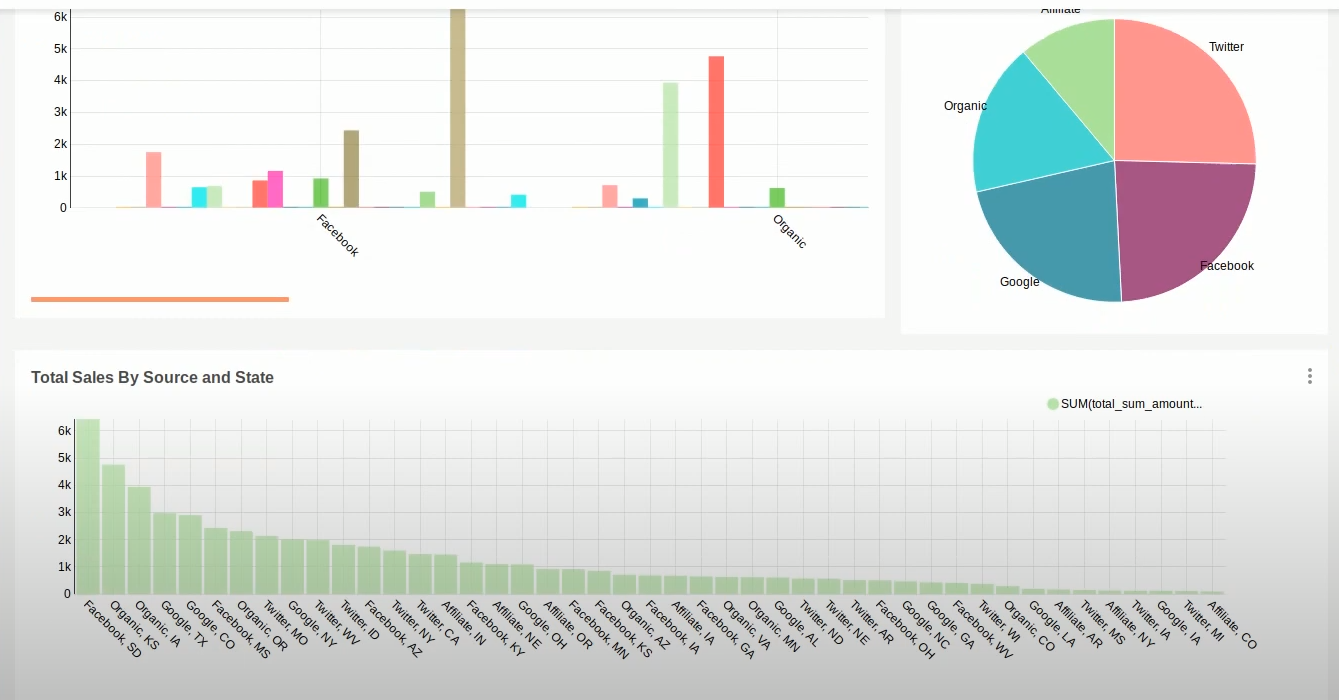 6k
5k
4k
3k
2k
1k
0
Facebook
Organic
Affiliate
Twitter
Organic
Google
Facebook
Total Sales By Source and State
SUM(total_sum_amount...
6k
5k
4k
3k
2k
1k
0
Facebook, SD
Organic, KS
Organic, IA
Google, TX
Google, CO
Facebook, MS
Organic, OR
Twitter, MO
Google, NY
Twitter, WV
Twitter, ID
Facebook, AZ
Twitter, NY
Twitter, CA
Affiliate, IN
Facebook, KY
Affiliate, NE
Google, OH
Affiliate, OR
Facebook, MN
Facebook, KS
Organic, AZ
Facebook, IA
Affiliate, IA
Facebook, GA
Organic, VA
Organic, MN
Google, AL
Twitter, ND
Twitter, NE
Twitter, AR
Facebook, OH
Google, NC
Google, GA
Facebook, WV
Twitter, WI
Organic, CO
Google, LA
Affiliate, AR
Twitter, MS
Affiliate, NY
Twitter, IA
Google, IA
Twitter, MI
Affiliate, CO